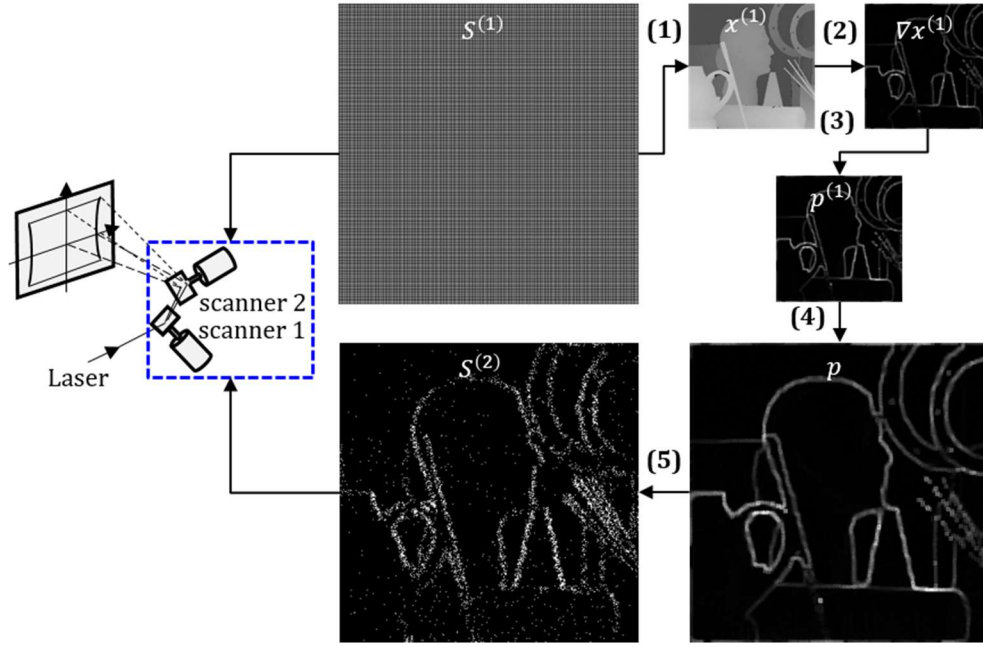 S^(1)
(1)
x^(1)
(2)
∇x^(1)
(3)
p^(1)
scanner 2
scanner 1
(4)
Laser
S^(2)
(5)
p